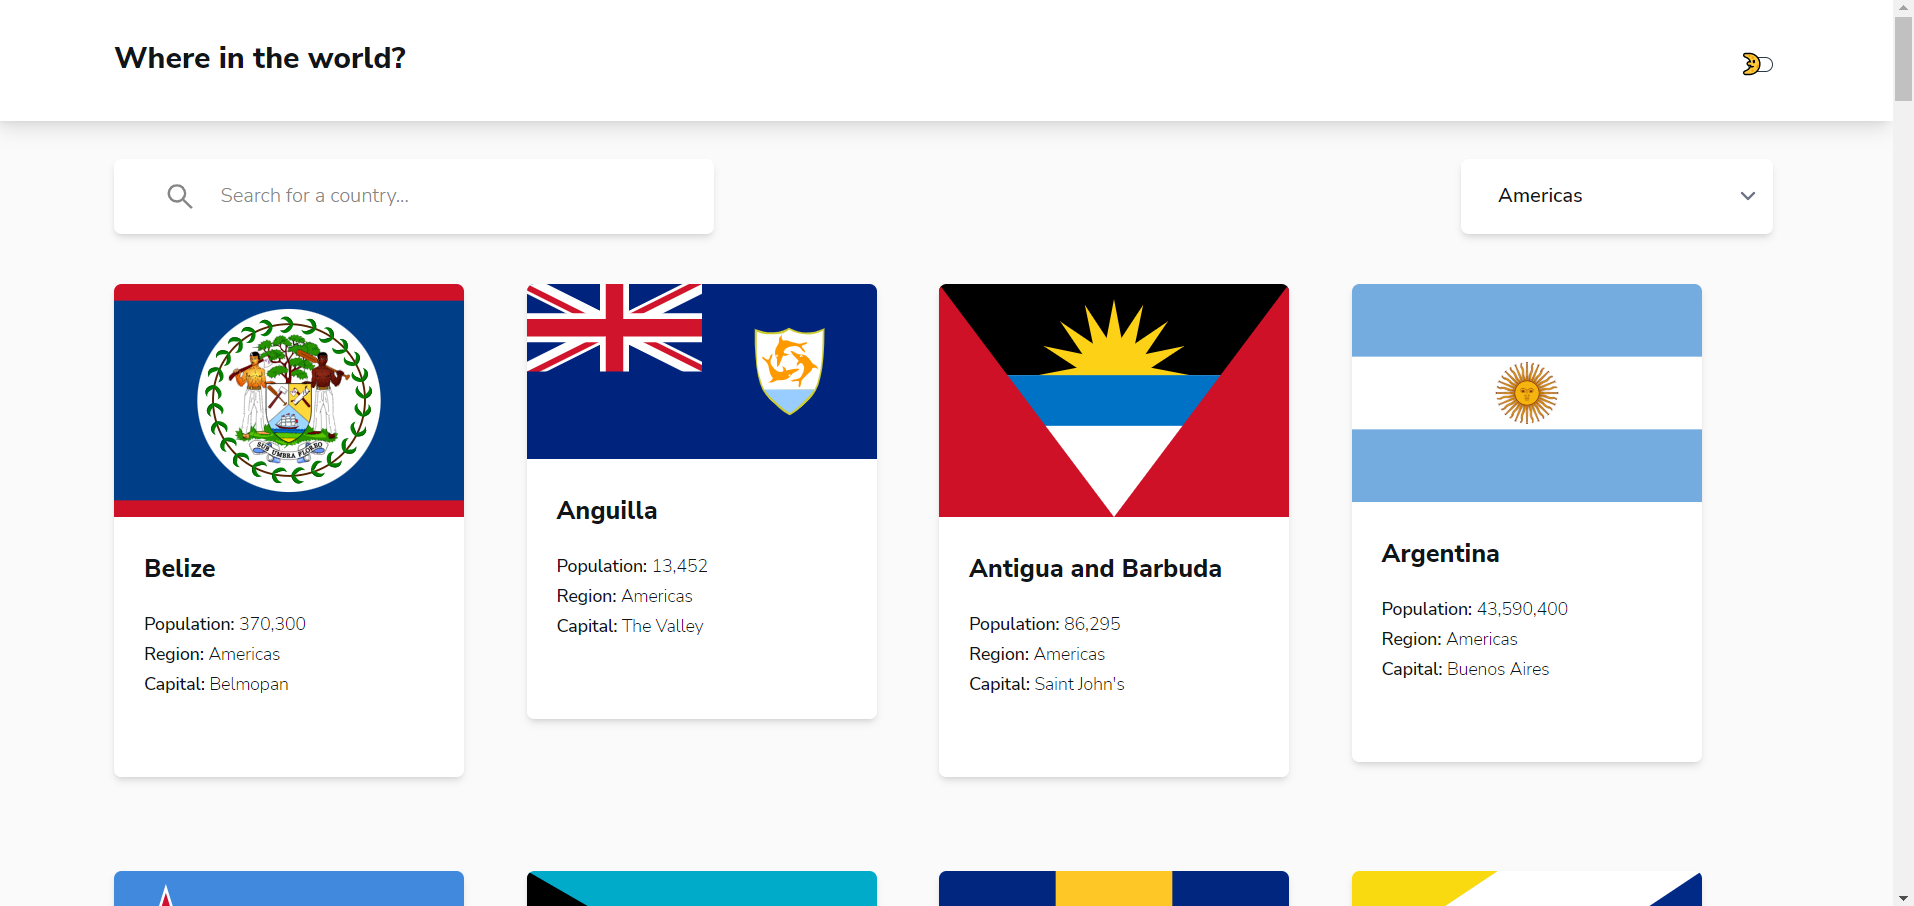 Where in the world?
Search for a country...
Americas
SUB UMBRA FLOREO
Belize
Population: 370,300
Region: Americas
Capital: Belmopan
Anguilla
Population: 13,452
Region: Americas
Capital: The Valley
Antigua and Barbuda
Population: 86,295
Region: Americas
Capital: Saint John's
Argentina
Population: 43,590,400
Region: Americas
Capital: Buenos Aires